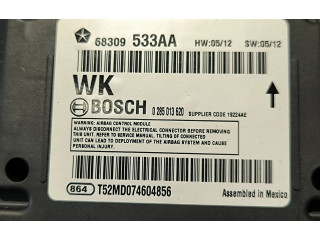 68309 533AA HW:05/12 SW:05/12
WK
BOSCH 0 285 013 620 SUPPLIER CODE 19224AE
WARNING: AIRBAG CONTROL MODULE
ALWAYS DISCONNECT THE ELECTRICAL CONNECTOR BEFORE REMOVING
UNIT. REFER TO SERVICE MANUAL. TILTING OF CONNECTED
UNIT CAN LEAD TO DEPLOYMENT OF THE AIRBAG SYSTEM AND CAUSE
PERSONAL INJURY.
864 T52MD074604856 Assembled in Mexico